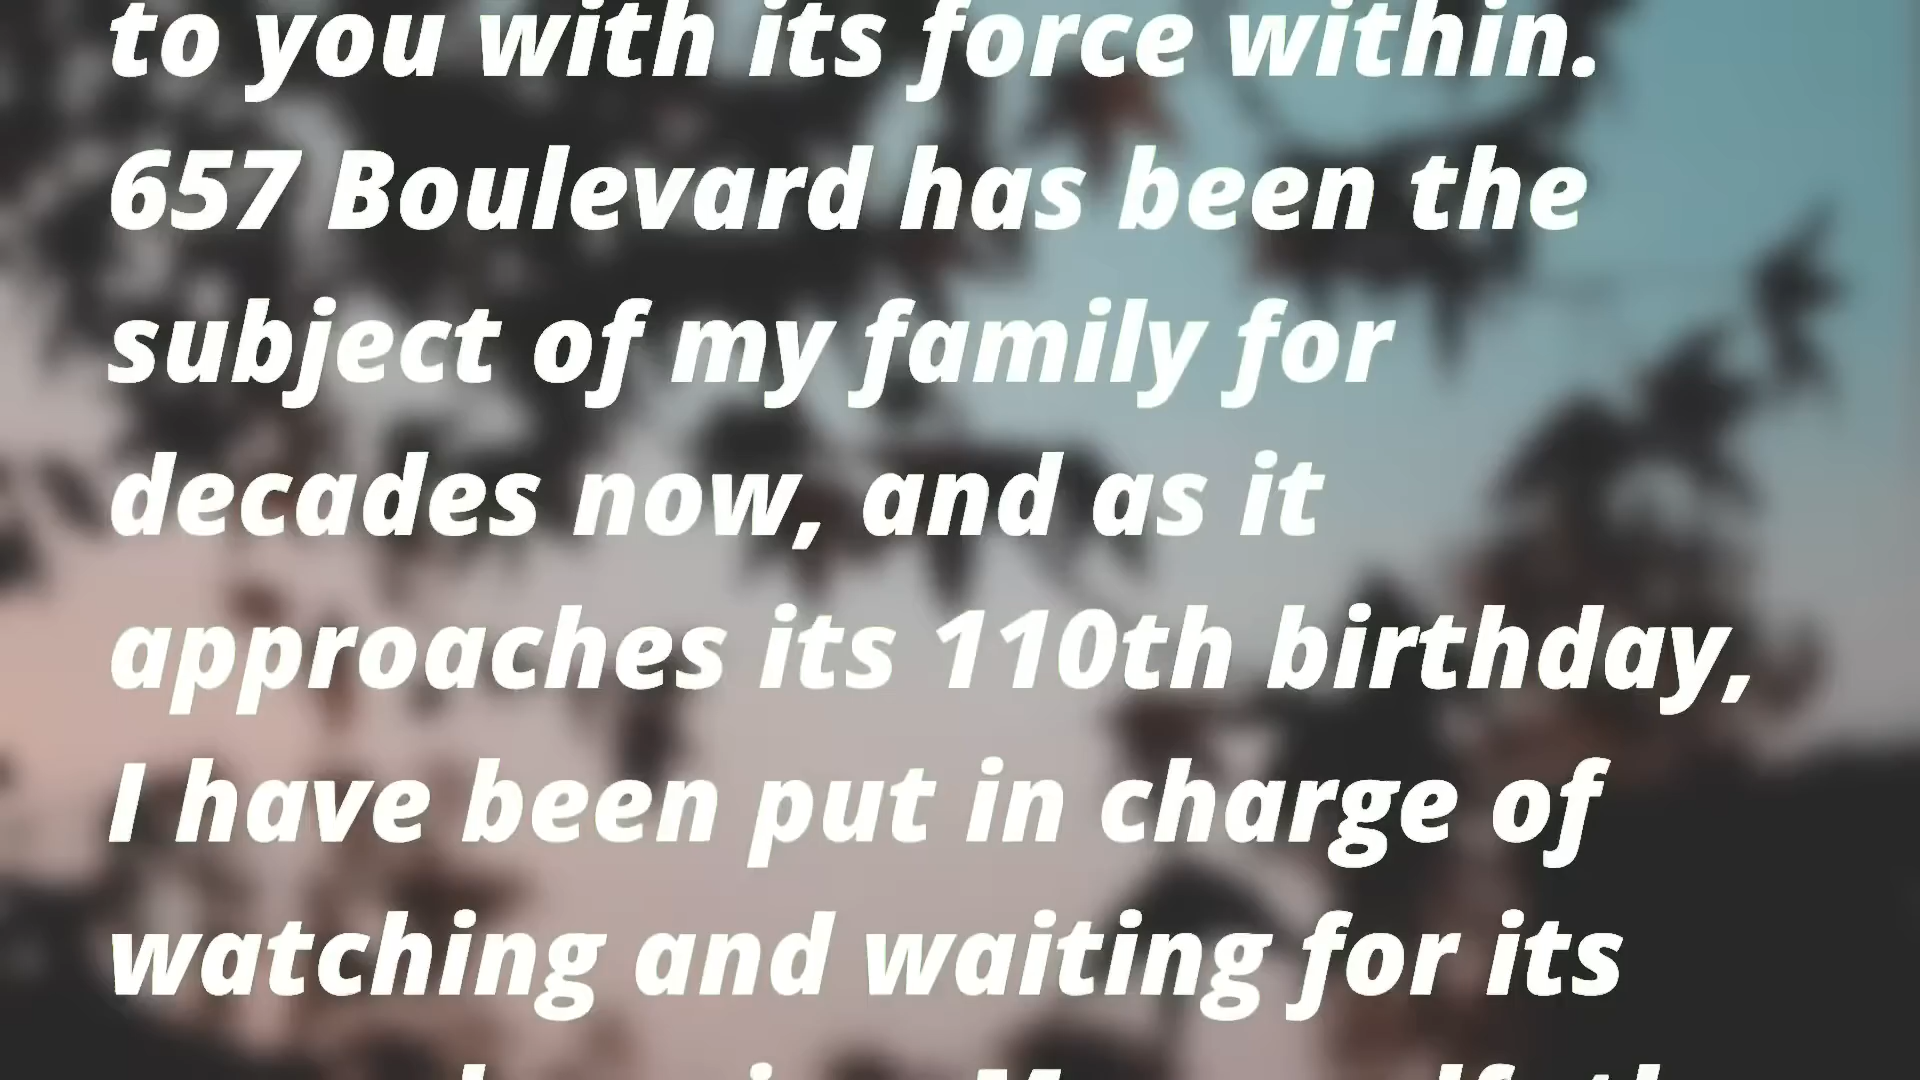 to you with its force within.
657 Boulevard has been the
subject of my family for
decades now, and as it
approaches its 110th birthday,
I have been put in charge of
watching and waiting for its